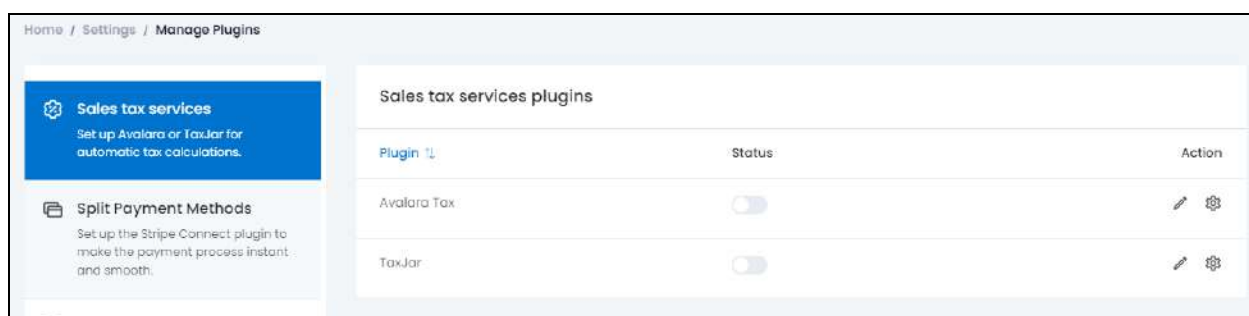 Home / Settings / Manage Plugins
Sales tax services
Set up Avalara or TaxJar for
automatic tax calculations.
Split Payment Methods
Set up the Stripe Connect plugin to
make the payment process instant
and smooth.
Sales tax services plugins
Plugin Status Action
Avalara Tax
TaxJar